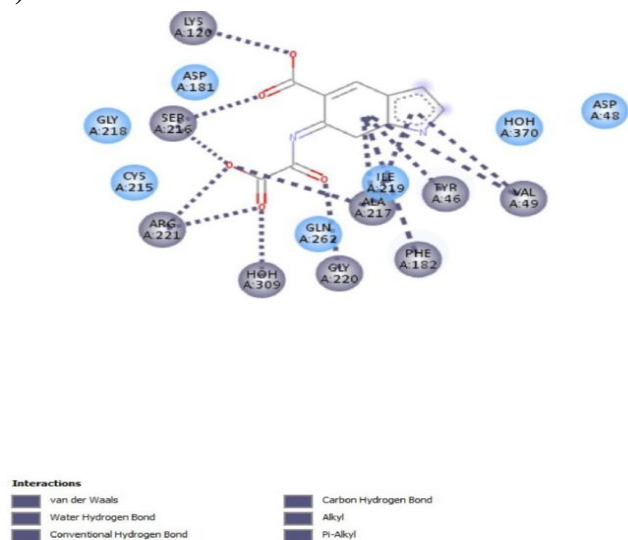 )
LYS
A:120
ASP
A:181
GLY
A:218
SER
A:216
HOH
A:370
ASP
A:48
N
N
CYS
A:215
ILE
A:219
ALA
A:217
TYR
A:46
VAL
A:49
ARG
A:221
GLN
A:262
HOH
A:309
GLY
A:220
PHE
A:182
Interactions
van der Waals
Water Hydrogen Bond
Conventional Hydrogen Bond
Carbon Hydrogen Bond
Alkyl
Pi-Alkyl